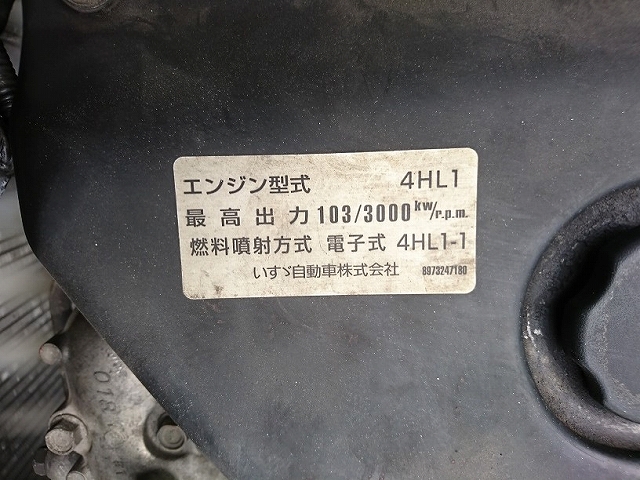 エンジン型式 4HL1
最高出力 103/3000 kw/r.p.m.
燃料噴射方式 電子式 4HL1-1
いすゞ自動車株式会社 8973247180
018